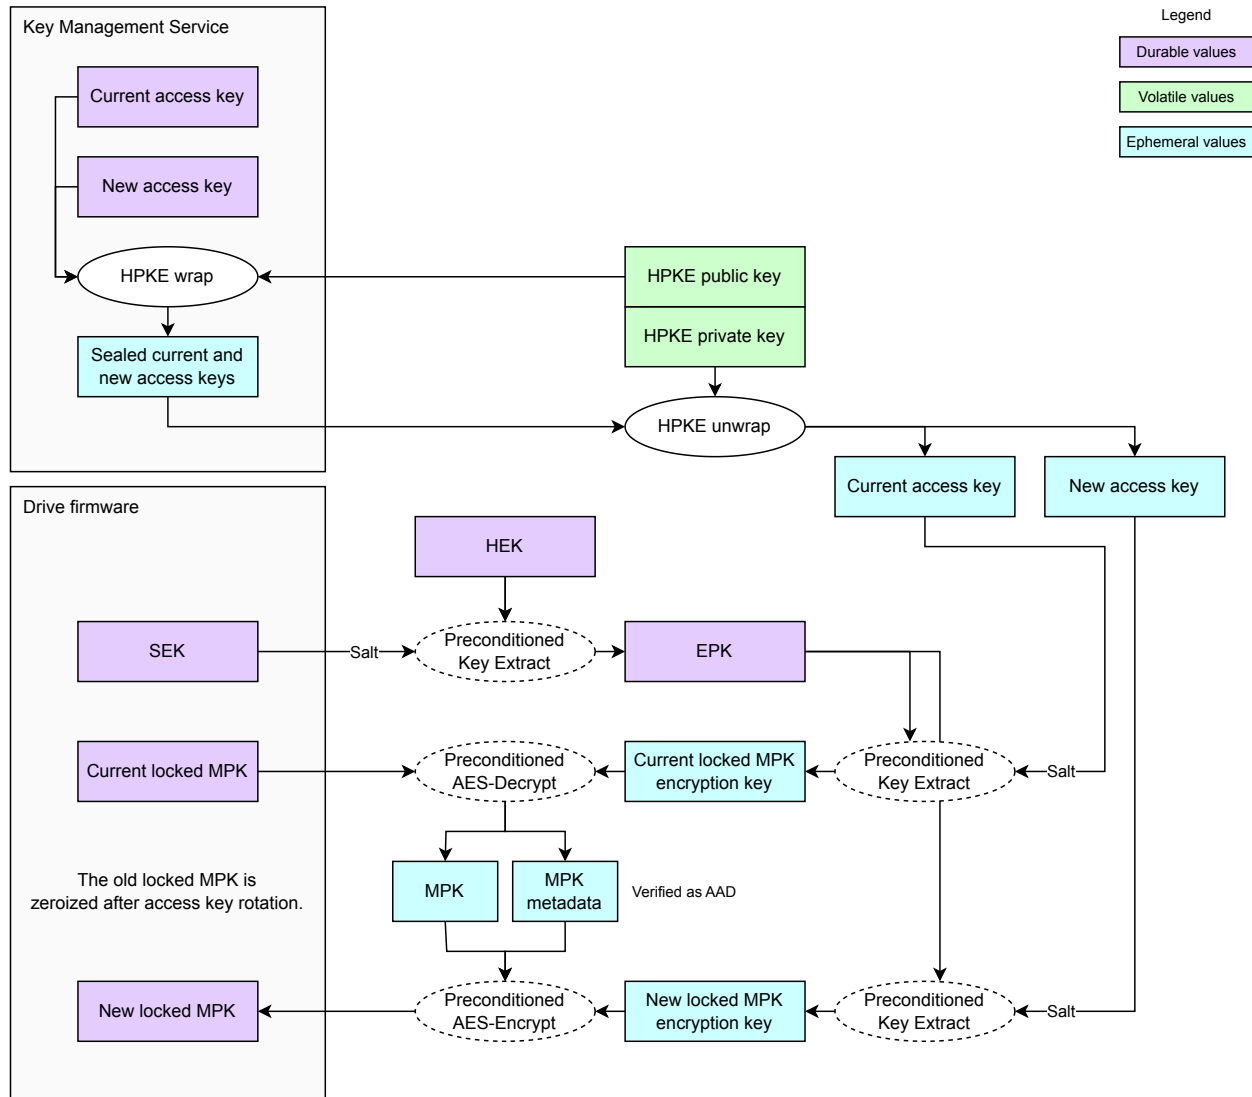 Key Management Service
Legend
Durable values
Volatile values
Ephemeral values
Current access key
New access key
HPKE wrap
HPKE public key
HPKE private key
Sealed current and
new access keys
HPKE unwrap
Current access key
New access key
Drive firmware
HEK
SEK
Salt
Preconditioned
Key Extract
EPK
Current locked MPK
Preconditioned
AES-Decrypt
Current locked MPK
encryption key
Preconditioned
Key Extract
Salt
The old locked MPK is
zeroized after access key rotation.
MPK
MPK
metadata
Verified as AAD
New locked MPK
Preconditioned
AES-Encrypt
New locked MPK
encryption key
Preconditioned
Key Extract
Salt